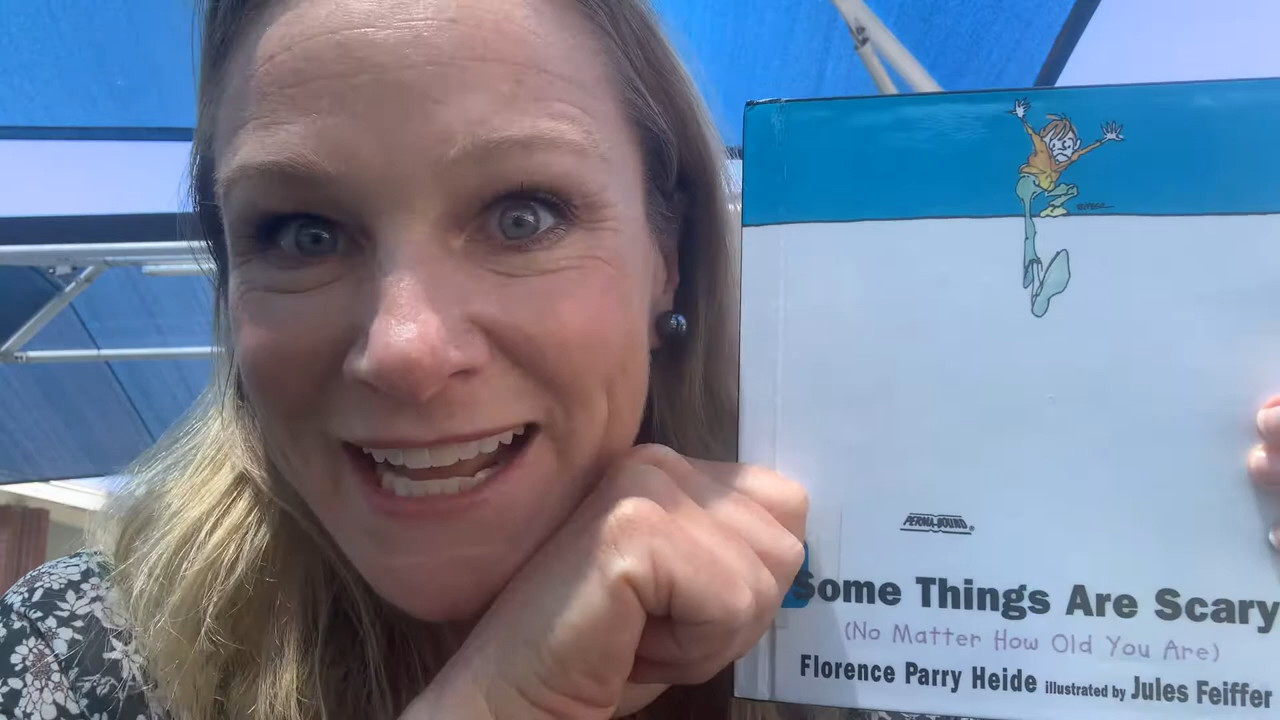 PERMA-BOUND®
Some Things Are Scary
(No Matter How Old You Are)
Florence Parry Heide illustrated by Jules Feiffer